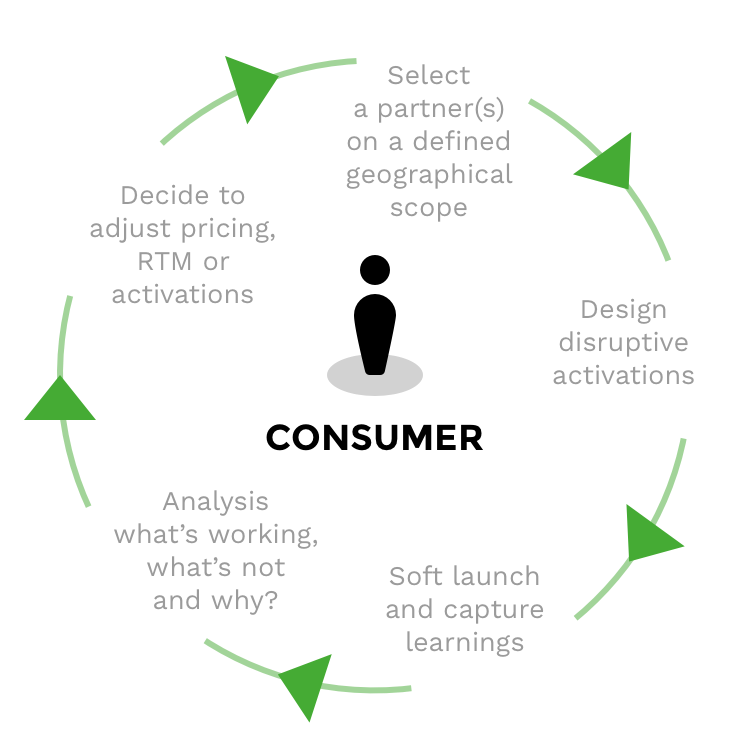 Select
a partner(s)
on a defined
geographical
scope
Design
disruptive
activations
Soft launch
and capture
learnings
Analysis
what’s working,
what’s not
and why?
Decide to
adjust pricing,
RTM or
activations
CONSUMER